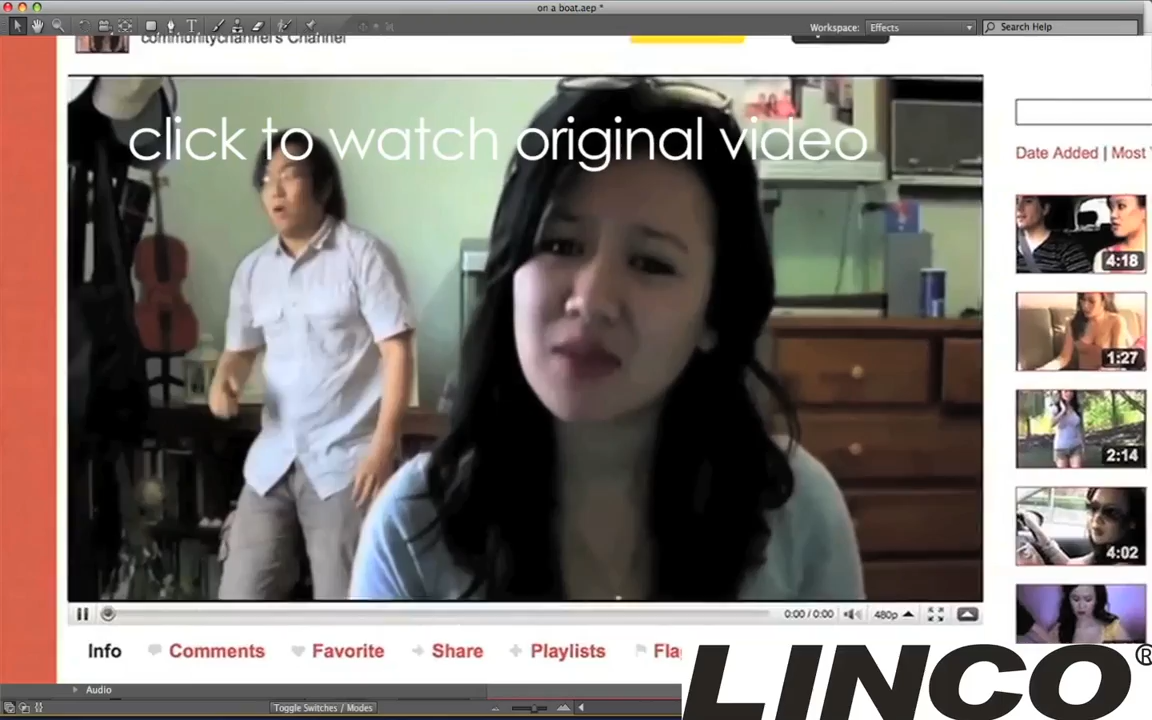 on a boat.aep *
Workspace: Effects
Search Help
communitychannel's Channel
click to watch original video
Date Added | Most
4:18
1:27
2:14
4:02
0:00 / 0:00
480p
Info
Comments
Favorite
Share
Playlists
Flag
LINCO®
Audio
Toggle Switches / Modes